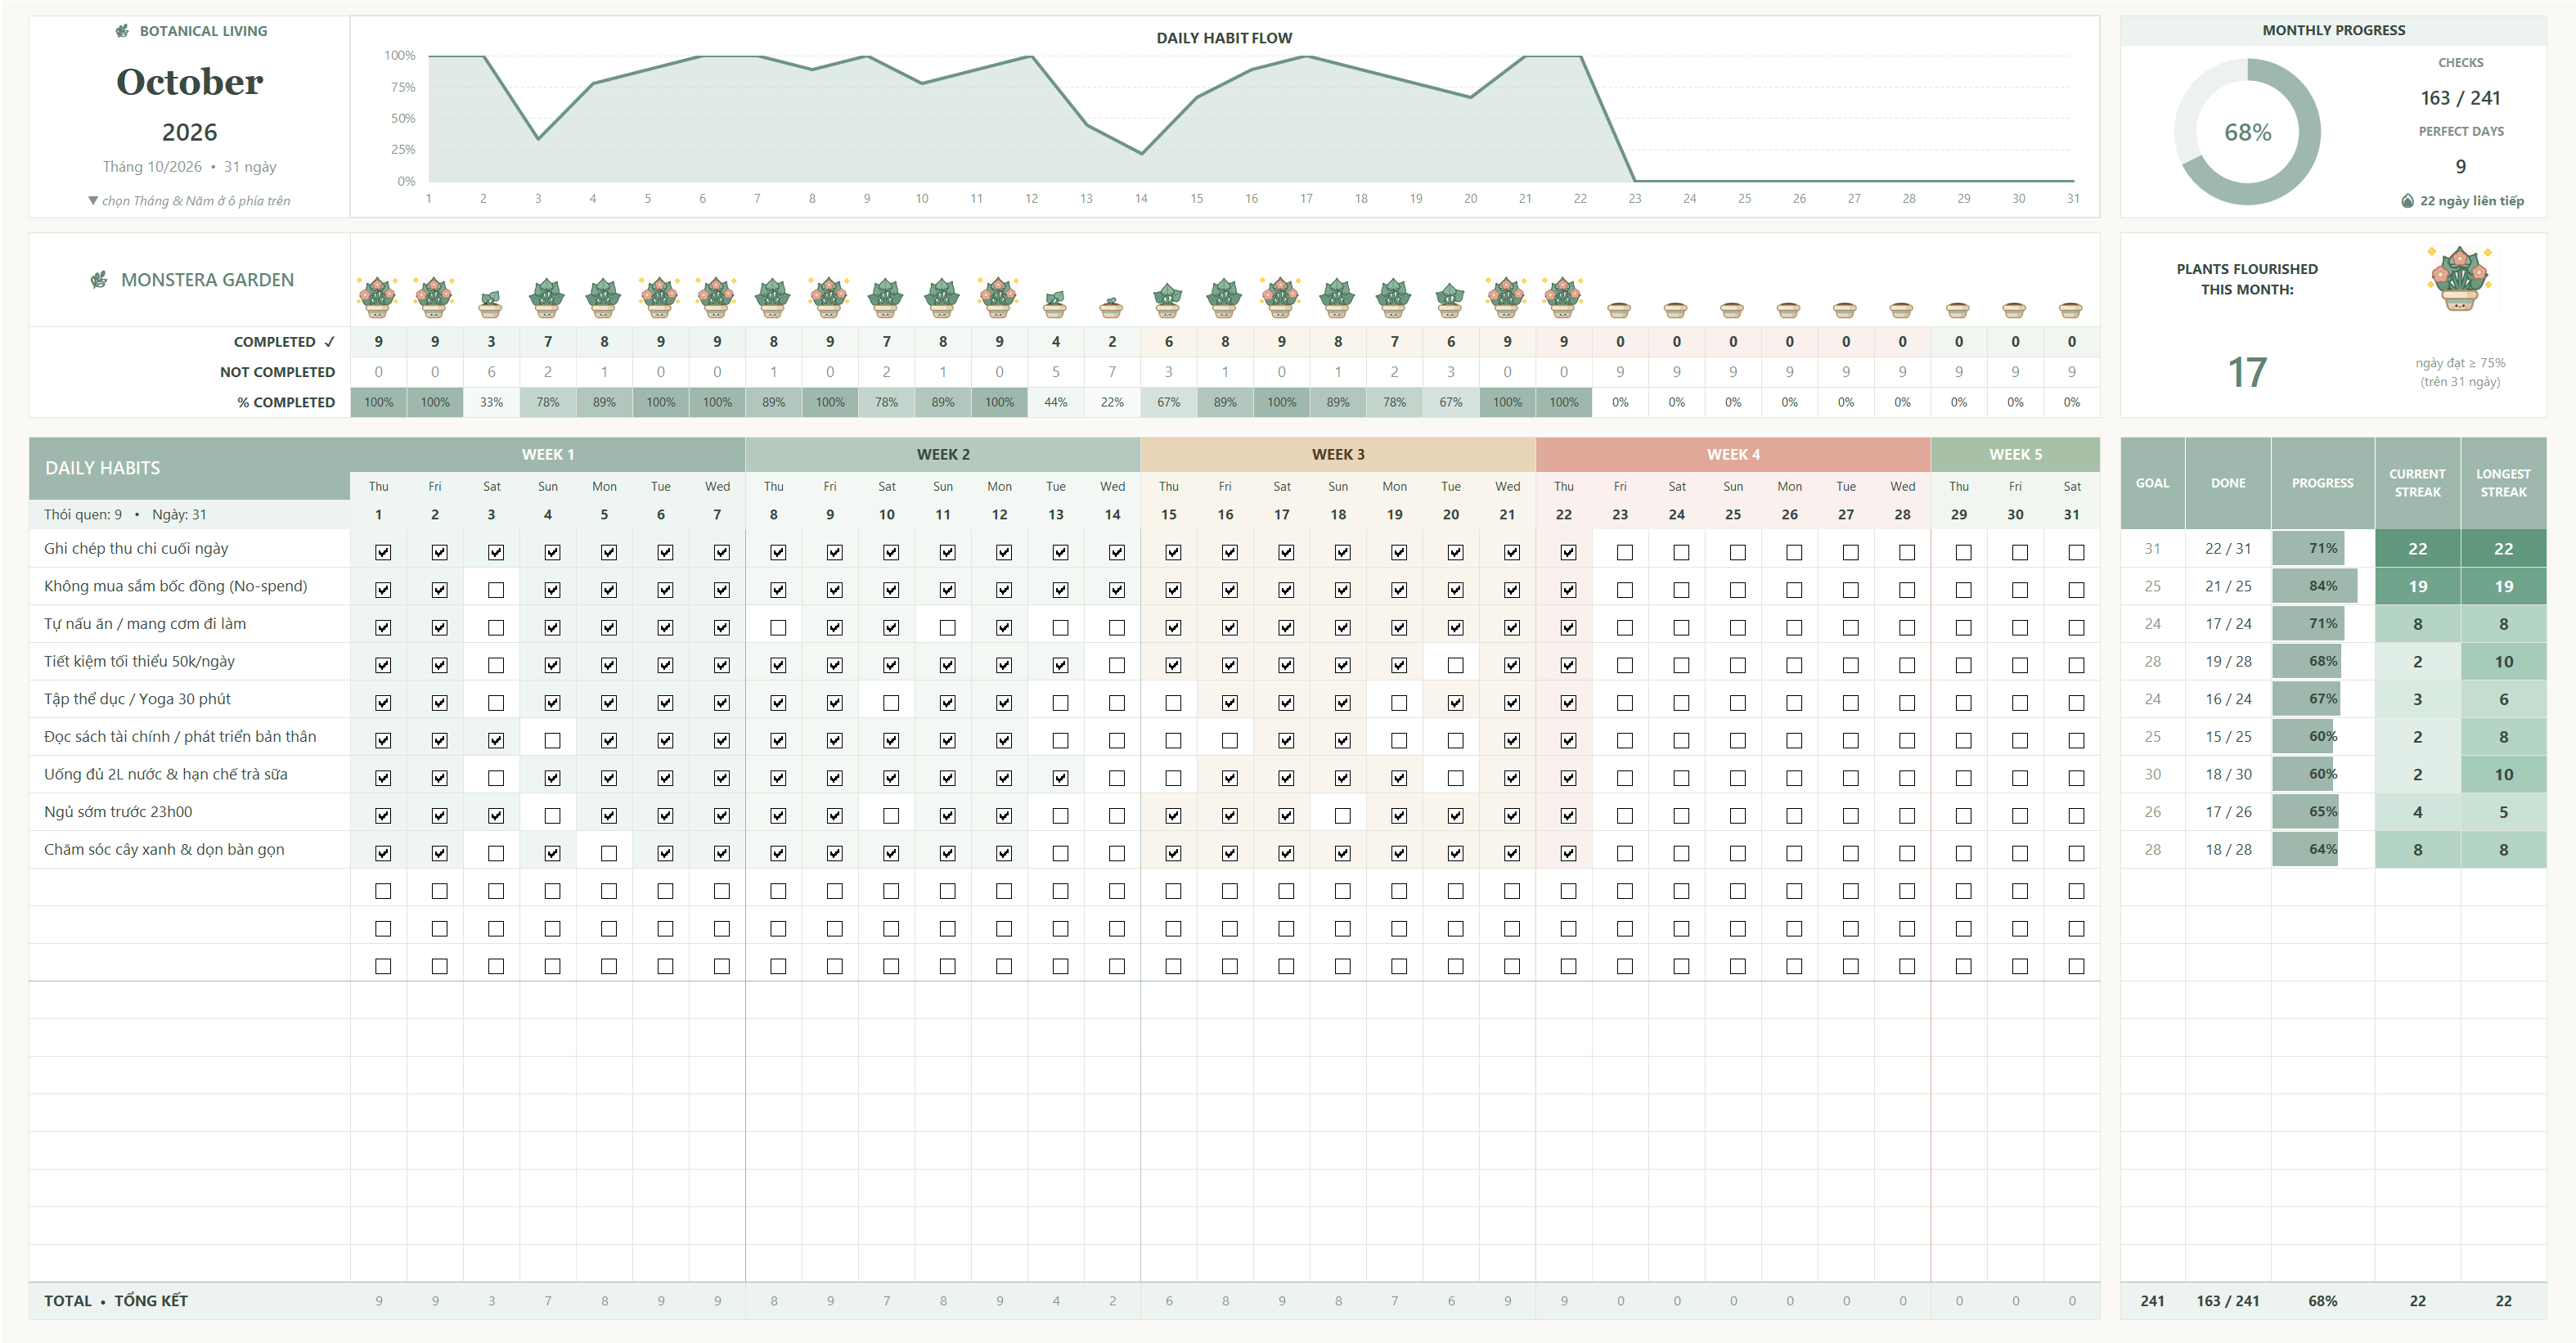 BOTANICAL LIVING
October
2026
Tháng 10/2026 • 31 ngày
▼ chọn Tháng & Năm ở ô phía trên
DAILY HABIT FLOW
100%
75%
50%
25%
0%
1 2 3 4 5 6 7 8 9 10 11 12 13 14 15 16 17 18 19 20 21 22 23 24 25 26 27 28 29 30 31
MONTHLY PROGRESS
68%
CHECKS
163 / 241
PERFECT DAYS
9
22 ngày liên tiếp
MONSTERA GARDEN
COMPLETED ✓ 9 9 3 7 8 9 9 8 9 7 8 9 4 2 6 8 9 8 7 6 9 9 0 0 0 0 0 0 0 0 0
NOT COMPLETED 0 0 6 2 1 0 0 1 0 2 1 0 5 7 3 1 0 1 2 3 0 0 9 9 9 9 9 9 9 9 9
% COMPLETED 100% 100% 33% 78% 89% 100% 100% 89% 100% 78% 89% 100% 44% 22% 67% 89% 100% 89% 78% 67% 100% 100% 0% 0% 0% 0% 0% 0% 0% 0% 0%
PLANTS FLOURISHED
THIS MONTH:
17
ngày đạt ≥ 75%
(trên 31 ngày)
DAILY HABITS WEEK 1 WEEK 2 WEEK 3 WEEK 4 WEEK 5
Thu Fri Sat Sun Mon Tue Wed Thu Fri Sat Sun Mon Tue Wed Thu Fri Sat Sun Mon Tue Wed Thu Fri Sat Sun Mon Tue Wed Thu Fri Sat
Thói quen: 9 • Ngày: 31 1 2 3 4 5 6 7 8 9 10 11 12 13 14 15 16 17 18 19 20 21 22 23 24 25 26 27 28 29 30 31
GOAL DONE PROGRESS CURRENT STREAK LONGEST STREAK
Ghi chép thu chi cuối ngày 31 22 / 31 71% 22 22
Không mua sắm bốc đồng (No-spend) 25 21 / 25 84% 19 19
Tự nấu ăn / mang cơm đi làm 24 17 / 24 71% 8 8
Tiết kiệm tối thiểu 50k/ngày 28 19 / 28 68% 2 10
Tập thể dục / Yoga 30 phút 24 16 / 24 67% 3 6
Đọc sách tài chính / phát triển bản thân 25 15 / 25 60% 2 8
Uống đủ 2L nước & hạn chế trà sữa 30 18 / 30 60% 2 10
Ngủ sớm trước 23h00 26 17 / 26 65% 4 5
Chăm sóc cây xanh & dọn bàn gọn 28 18 / 28 64% 8 8
TOTAL • TỔNG KẾT 9 9 3 7 8 9 9 8 9 7 8 9 4 2 6 8 9 8 7 6 9 9 0 0 0 0 0 0 0 0 0 241 163 / 241 68% 22 22